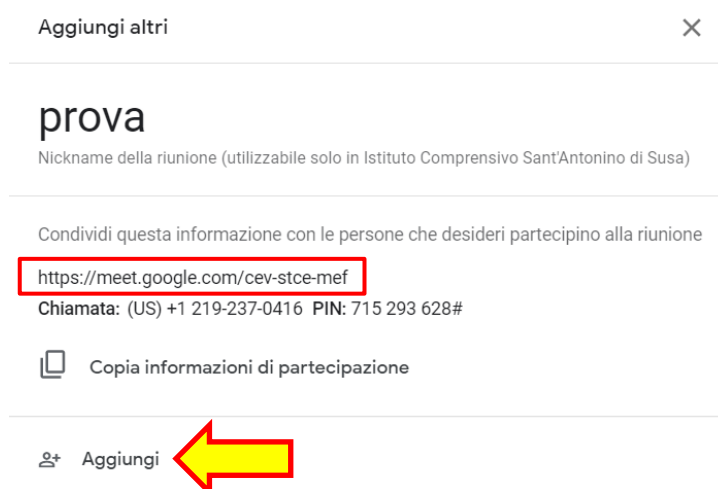 Aggiungi altri
prova
Nickname della riunione (utilizzabile solo in Istituto Comprensivo Sant'Antonino di Susa)
Condividi questa informazione con le persone che desideri partecipino alla riunione
https://meet.google.com/cev-stce-mef
Chiamata: (US) +1 219-237-0416 PIN: 715 293 628#
Copia informazioni di partecipazione
Aggiungi